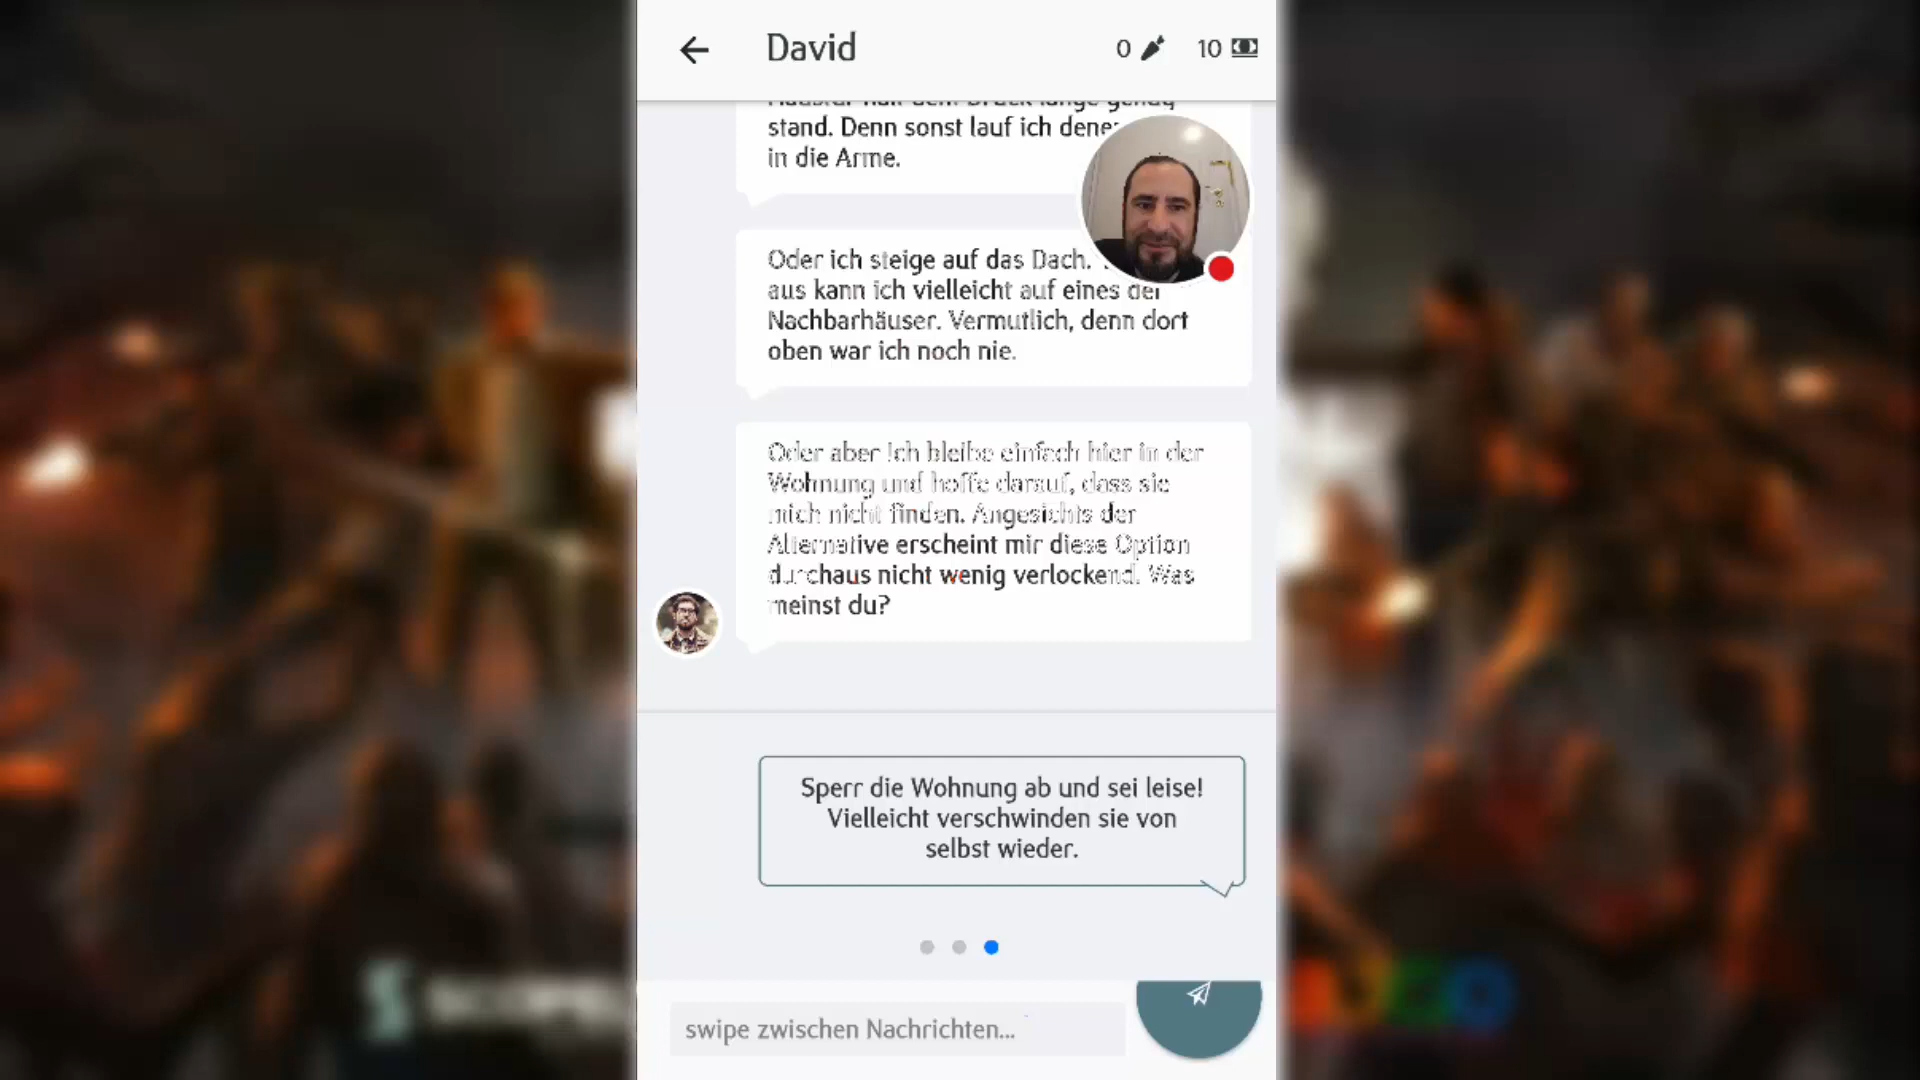 David
0
10
stand. Denn sonst lauf ich
in die Arme.
Oder ich steige auf das Dach.
aus kann ich vielleicht auf eines der
Nachbarhäuser. Vermutlich, denn dort
oben war ich noch nie.
Oder aber ich bleibe einfach hier in der
Wohnung und hoffe darauf, dass sie
mich nicht finden. Angesichts der
Alternative erscheint mir diese Option
durchaus nicht wenig verlockend. Was
meinst du?
Sperr die Wohnung ab und sei leise!
Vielleicht verschwinden sie von
selbst wieder.
swipe zwischen Nachrichten...